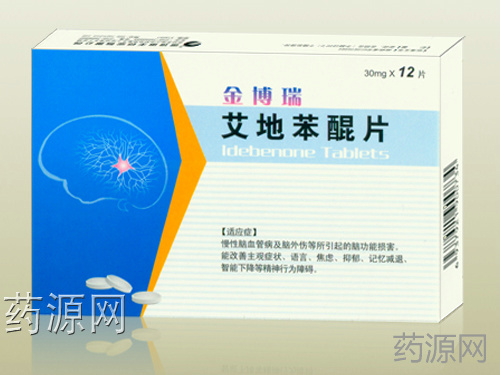 30mg X 12 片
金博瑞
艾地苯醌片
Idebenone Tablets
【适应症】
慢性脑血管病及脑外伤等所引起的脑功能损害。
能改善主观症状、语言、焦虑、抑郁、记忆减退、
智能下降等精神行为障碍。
药源网
药源网